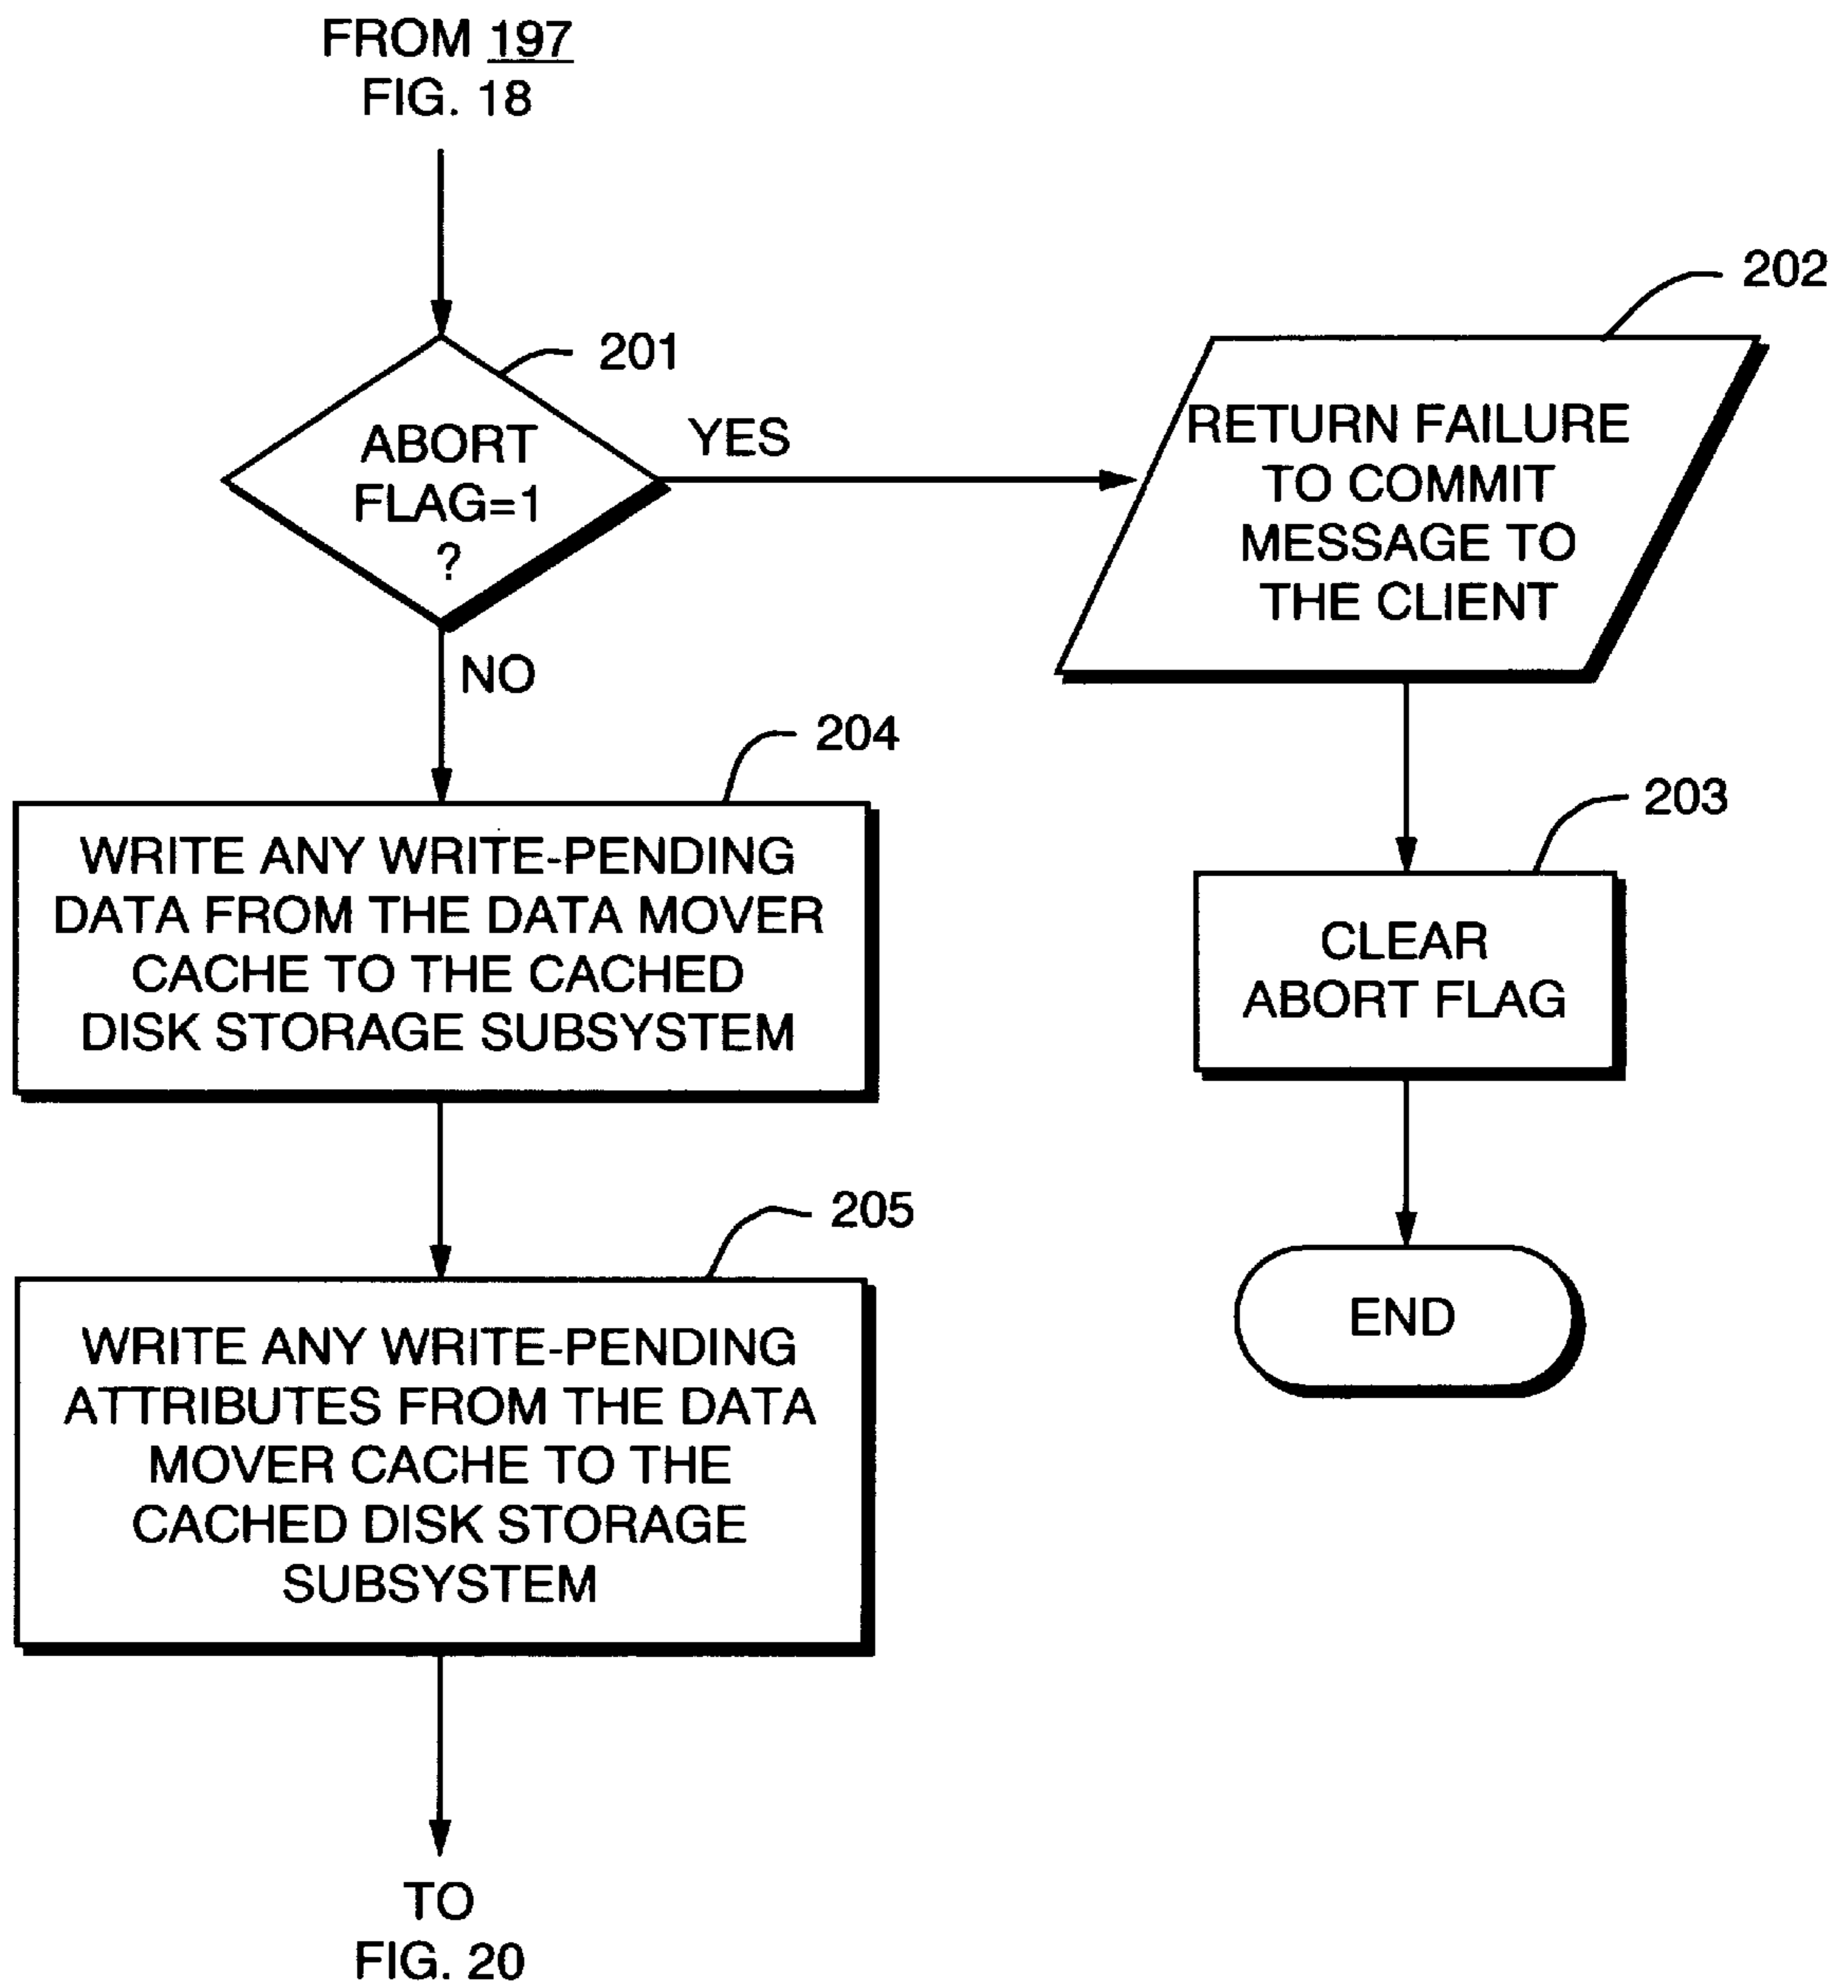 FROM 197
FIG. 18
201
ABORT
FLAG=1
?
YES
NO
202
RETURN FAILURE
TO COMMIT
MESSAGE TO
THE CLIENT
203
CLEAR
ABORT FLAG
END
204
WRITE ANY WRITE-PENDING
DATA FROM THE DATA MOVER
CACHE TO THE CACHED
DISK STORAGE SUBSYSTEM
205
WRITE ANY WRITE-PENDING
ATTRIBUTES FROM THE DATA
MOVER CACHE TO THE
CACHED DISK STORAGE
SUBSYSTEM
TO
FIG. 20